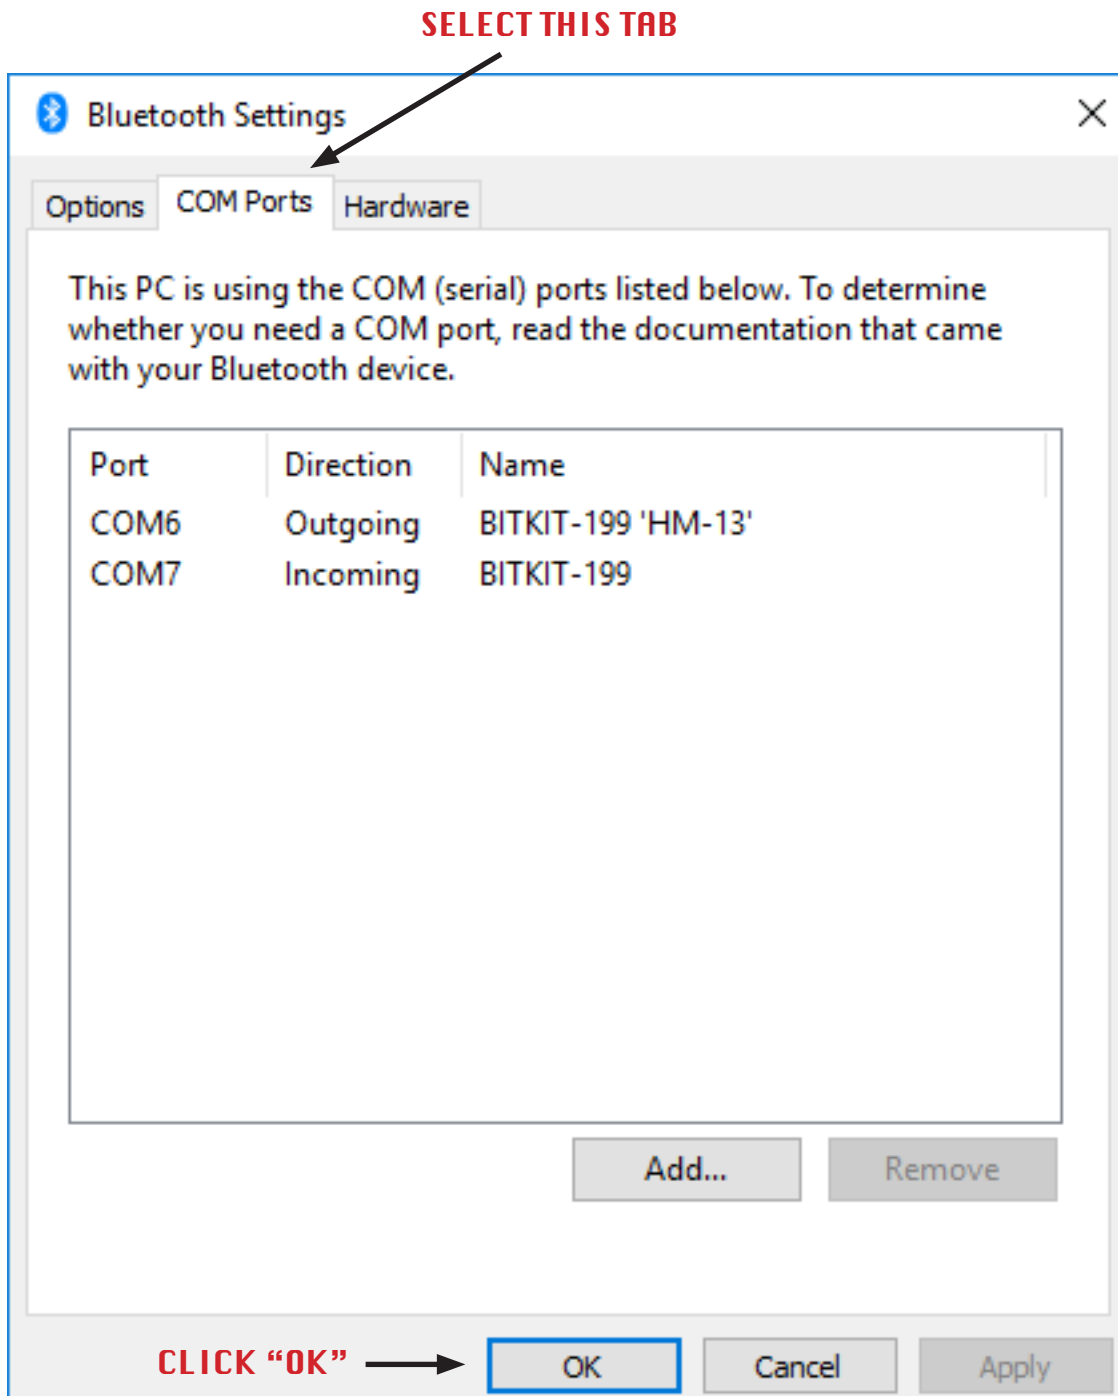 SELECT THIS TAB
Bluetooth Settings
Options COM Ports Hardware
This PC is using the COM (serial) ports listed below. To determine
whether you need a COM port, read the documentation that came
with your Bluetooth device.
Port Direction Name
COM6 Outgoing BITKIT-199 'HM-13'
COM7 Incoming BITKIT-199
Add... Remove
CLICK “OK” OK Cancel Apply